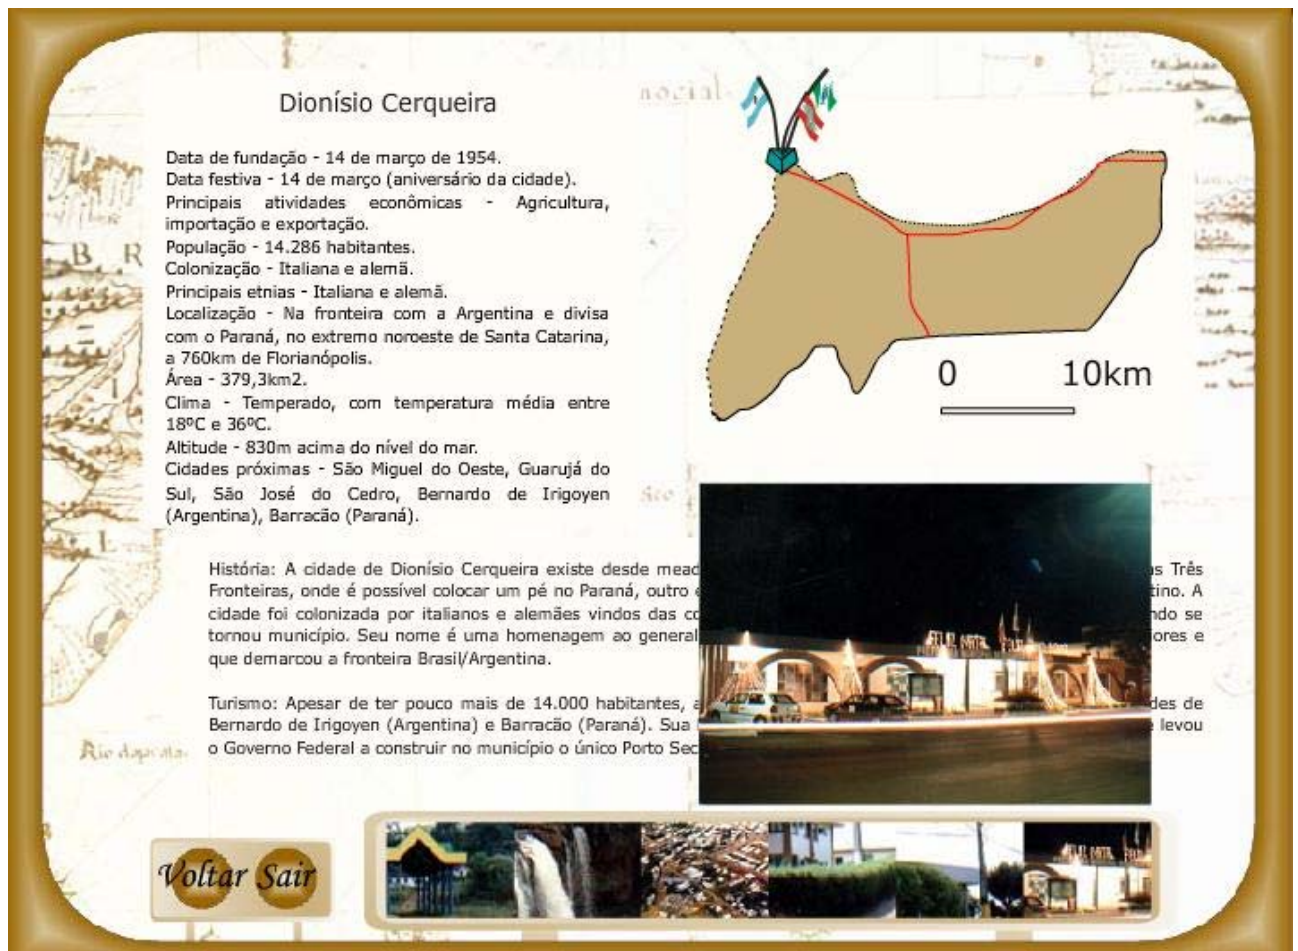 Dionísio Cerqueira
Data de fundação - 14 de março de 1954.
Data festiva - 14 de março (aniversário da cidade).
Principais atividades econômicas - Agricultura,
importação e exportação.
População - 14.286 habitantes.
Colonização - Italiana e alemã.
Principais etnias - Italiana e alemã.
Localização - Na fronteira com a Argentina e divisa
com o Paraná, no extremo noroeste de Santa Catarina,
a 760km de Florianópolis.
Área - 379,3km2.
Clima - Temperado, com temperatura média entre
18ºC e 36ºC.
Altitude - 830m acima do nível do mar.
Cidades próximas - São Miguel do Oeste, Guarujá do
Sul, São José do Cedro, Bernardo de Irigoyen
(Argentina), Barracão (Paraná).
0 10km
História: A cidade de Dionísio Cerqueira existe desde mead s Três
Fronteiras, onde é possível colocar um pé no Paraná, outro tino. A
cidade foi colonizada por italianos e alemães vindos das co ndo se
tornou município. Seu nome é uma homenagem ao general ores e
que demarcou a fronteira Brasil/Argentina.
Turismo: Apesar de ter pouco mais de 14.000 habitantes, a des de
Bernardo de Irigoyen (Argentina) e Barracão (Paraná). Sua levou
o Governo Federal a construir no município o único Porto Sec
FELIZ NATAL
Voltar Sair